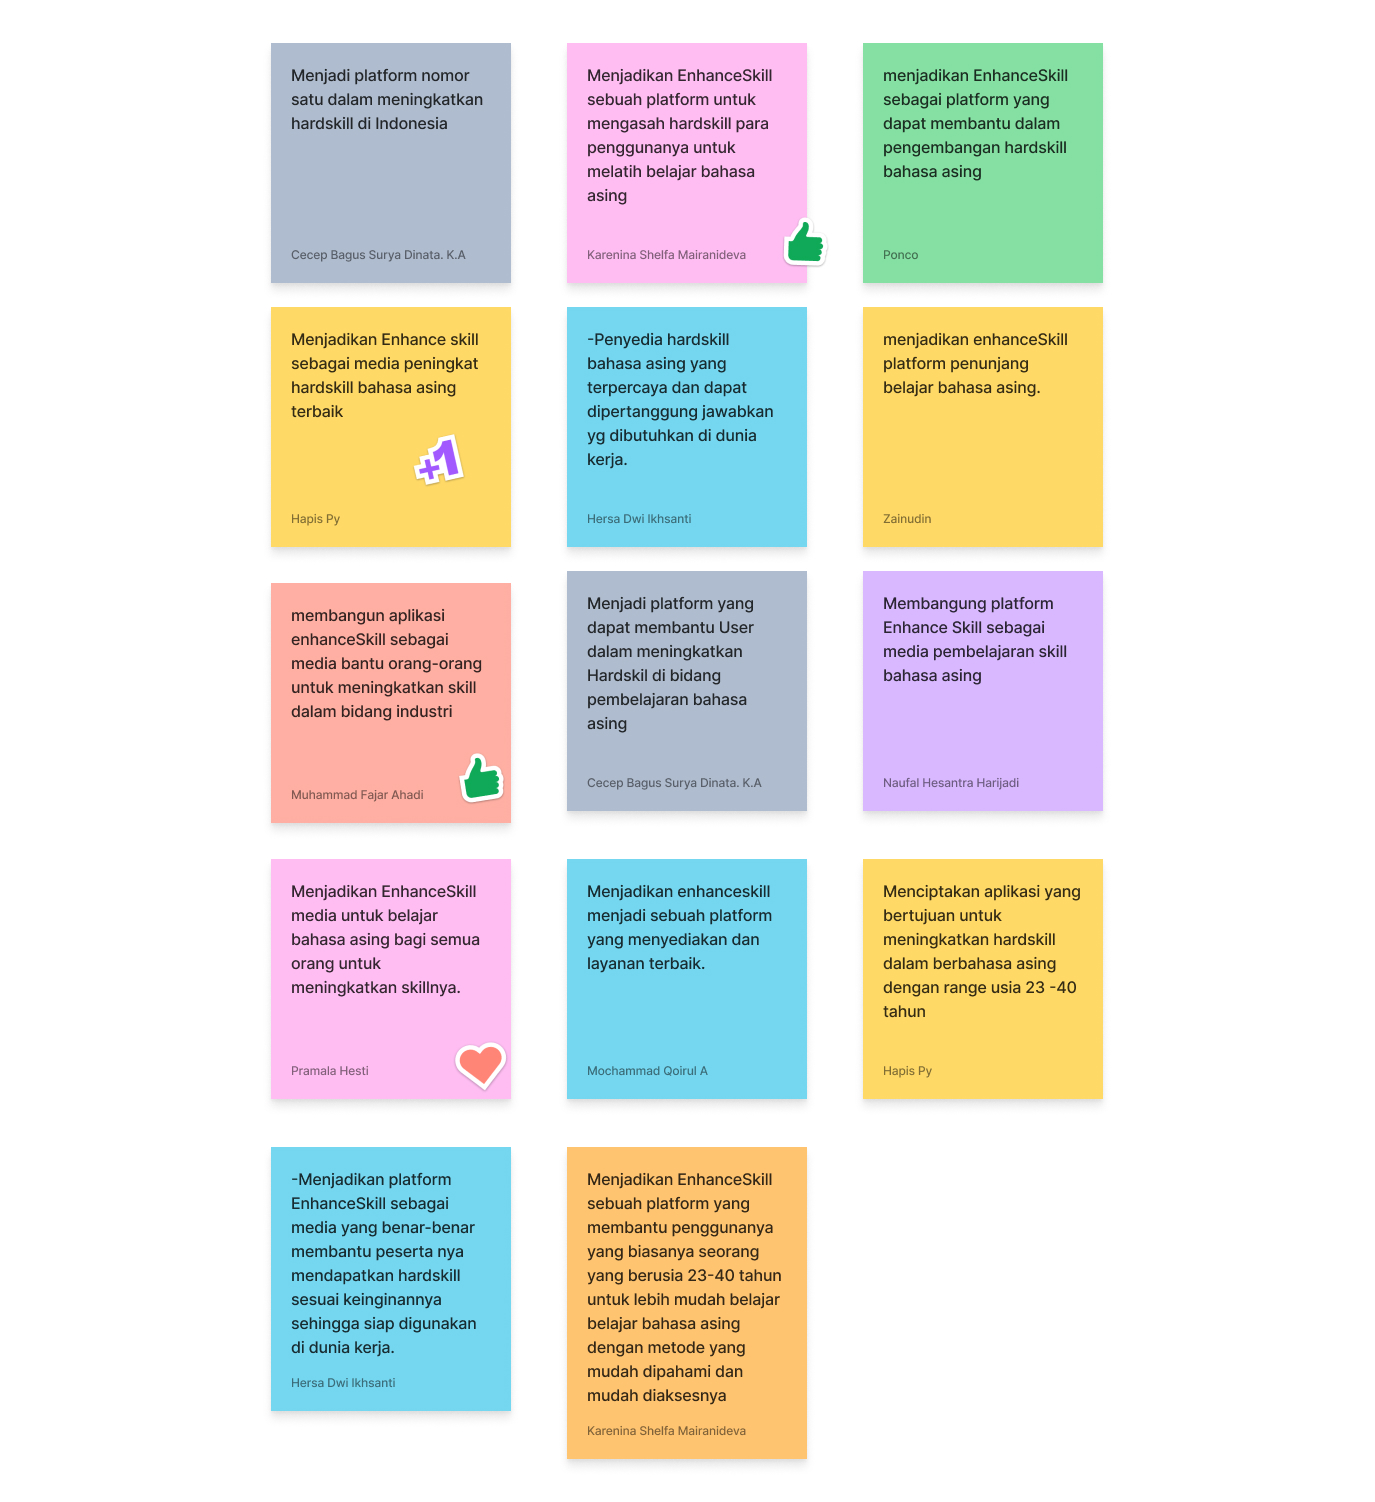 Menjadi platform nomor
satu dalam meningkatkan
hardskill di Indonesia
Cecep Bagus Surya Dinata. K.A
Menjadikan EnhanceSkill
sebuah platform untuk
mengasah hardskill para
penggunanya untuk
melatih belajar bahasa
asing
Karenina Shelfa Mairanideva
menjadikan EnhanceSkill
sebagai platform yang
dapat membantu dalam
pengembangan hardskill
bahasa asing
Ponco
Menjadikan Enhance skill
sebagai media peningkat
hardskill bahasa asing
terbaik
+1
Hapis Py
-Penyedia hardskill
bahasa asing yang
terpercaya dan dapat
dipertanggung jawabkan
yg dibutuhkan di dunia
kerja.
Hersa Dwi Ikhsanti
menjadikan enhanceSkill
platform penunjang
belajar bahasa asing.
Zainudin
membangun aplikasi
enhanceSkill sebagai
media bantu orang-orang
untuk meningkatkan skill
dalam bidang industri
Muhammad Fajar Ahadi
Menjadi platform yang
dapat membantu User
dalam meningkatkan
Hardskil di bidang
pembelajaran bahasa
asing
Cecep Bagus Surya Dinata. K.A
Membangung platform
Enhance Skill sebagai
media pembelajaran skill
bahasa asing
Naufal Hesantra Harijadi
Menjadikan EnhanceSkill
media untuk belajar
bahasa asing bagi semua
orang untuk
meningkatkan skillnya.
Pramala Hesti
Menjadikan enhanceskill
menjadi sebuah platform
yang menyediakan dan
layanan terbaik.
Mochammad Qoirul A
Menciptakan aplikasi yang
bertujuan untuk
meningkatkan hardskill
dalam berbahasa asing
dengan range usia 23 -40
tahun
Hapis Py
-Menjadikan platform
EnhanceSkill sebagai
media yang benar-benar
membantu peserta nya
mendapatkan hardskill
sesuai keinginannya
sehingga siap digunakan
di dunia kerja.
Hersa Dwi Ikhsanti
Menjadikan EnhanceSkill
sebuah platform yang
membantu penggunanya
yang biasanya seorang
yang berusia 23-40 tahun
untuk lebih mudah belajar
belajar bahasa asing
dengan metode yang
mudah dipahami dan
mudah diaksesnya
Karenina Shelfa Mairanideva